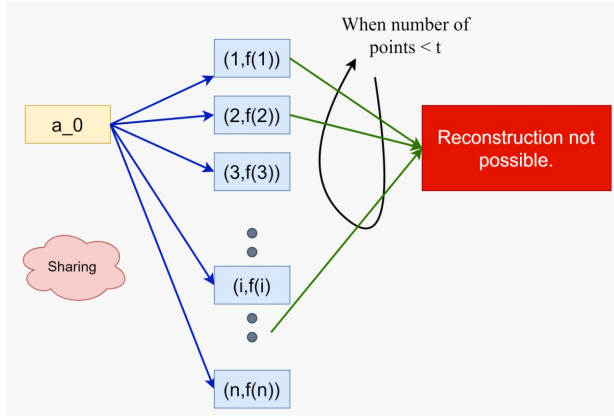 When number of
points < t
(1,f(1))
a_0
(2,f(2))
Reconstruction not
possible.
(3,f(3))
Sharing
(i,f(i)
(n,f(n))